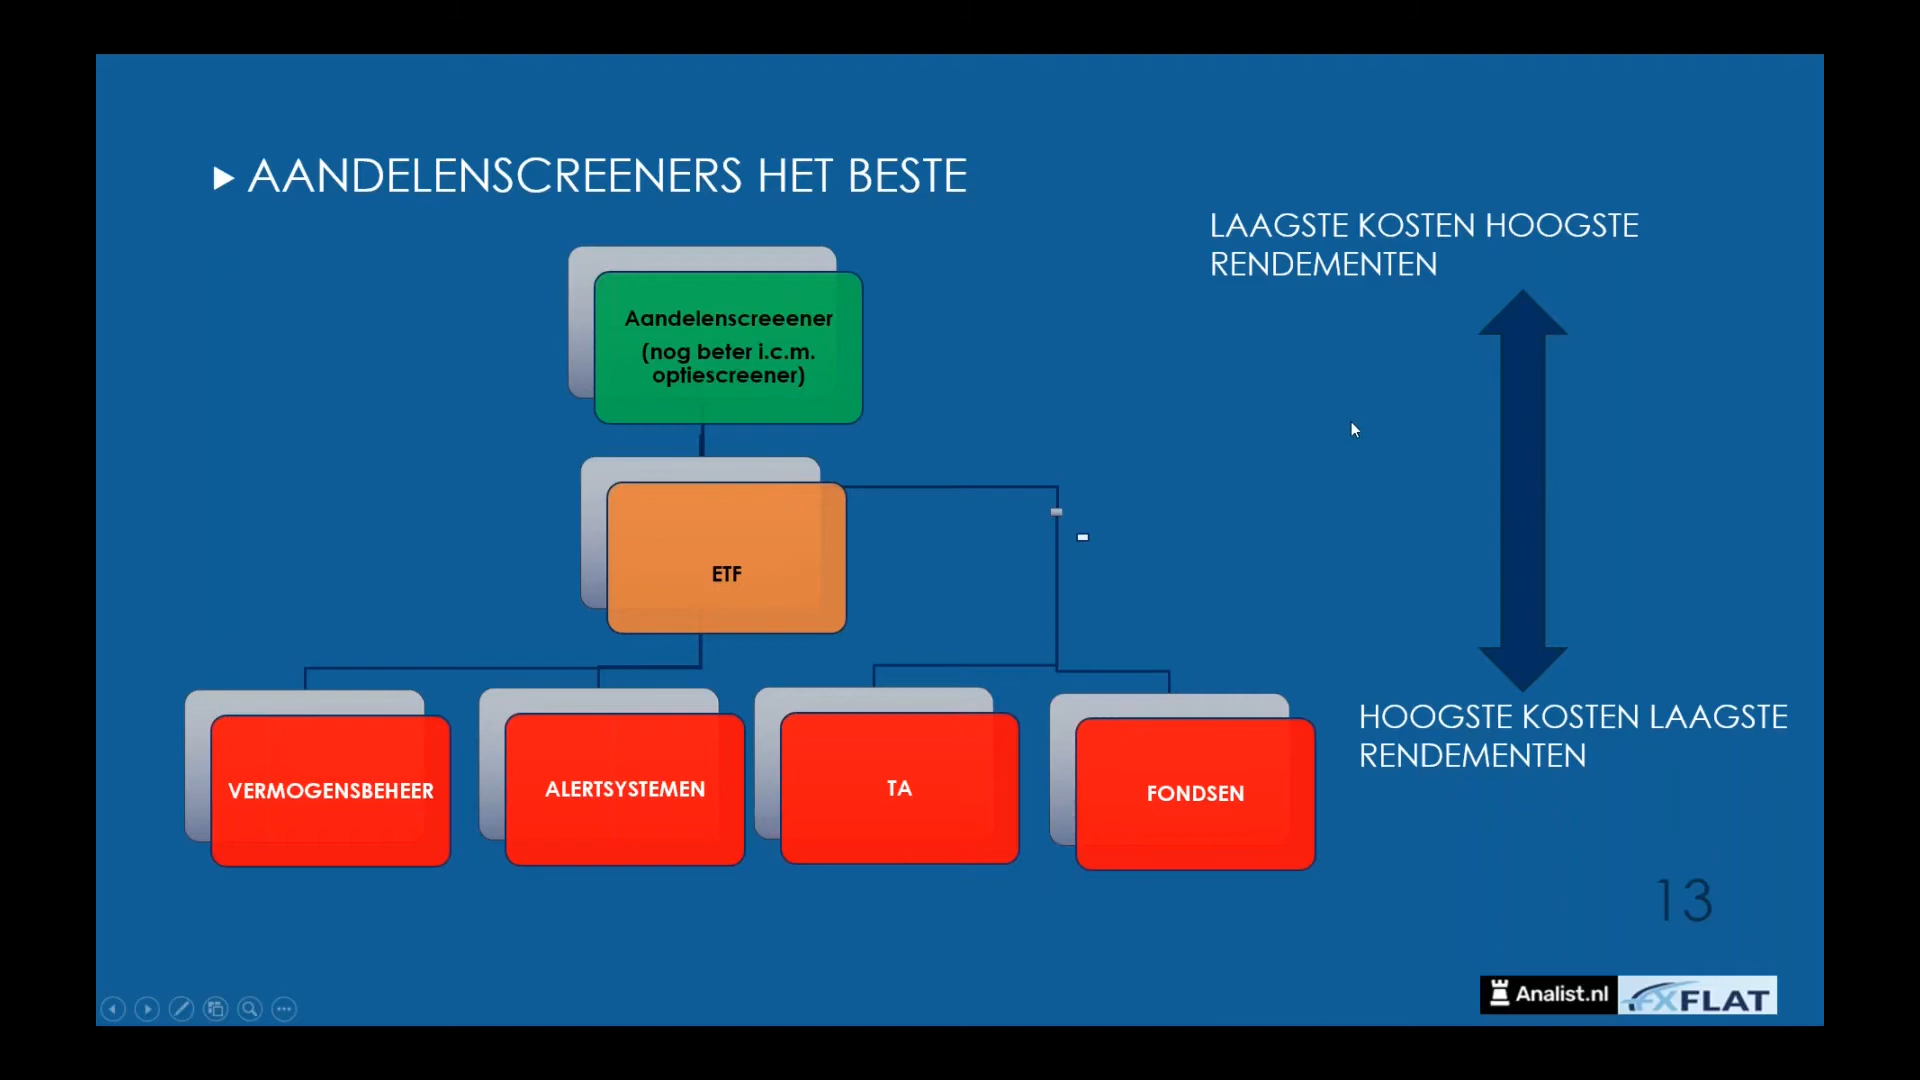 AANDELENSCREENERS HET BESTE
LAAGSTE KOSTEN HOOGSTE
RENDEMENTEN
Aandelenscreeener
(nog beter i.c.m.
optiescreener)
ETF
VERMOGENSBEHEER
ALERTSYSTEMEN
TA
FONDSEN
HOOGSTE KOSTEN LAAGSTE
RENDEMENTEN
13
Analist.nl
FXFLAT